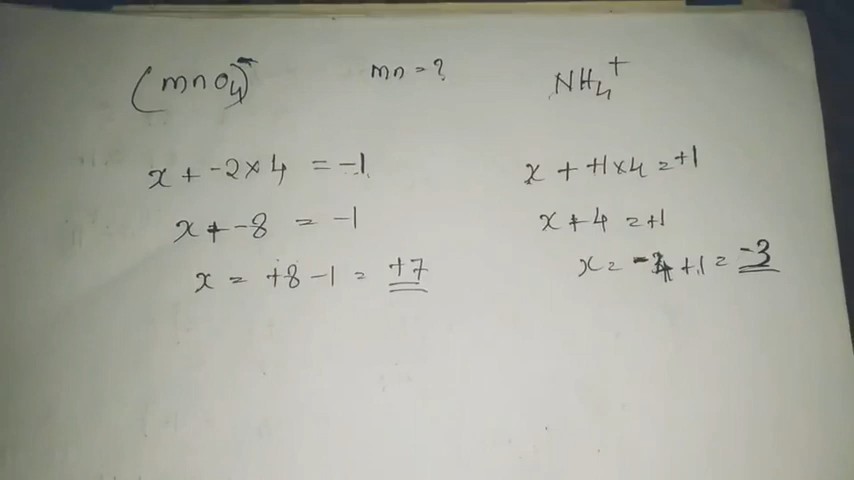 (mnO4)⁻
mn = ?
x + -2×4 = -1
x + -8 = -1
x = +8 -1 = +7
NH4⁺
x + +1×4 = +1
x + 4 = +1
x = -4 +1 = -3